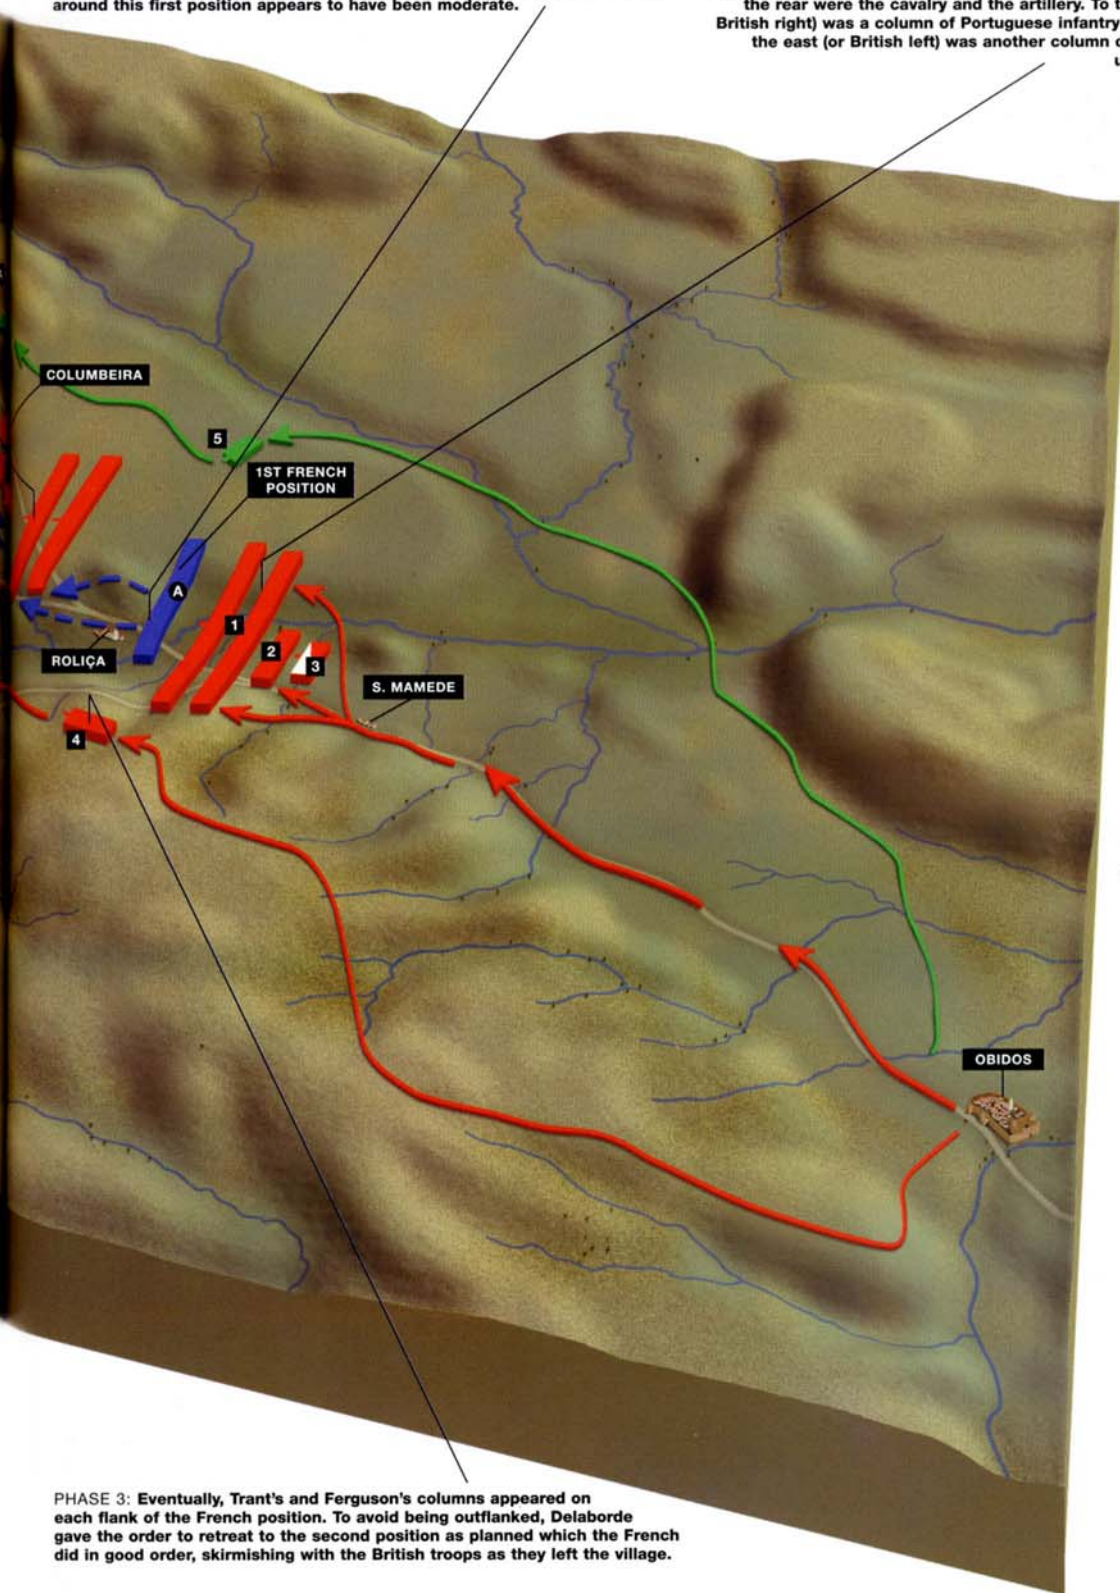 around this first position appears to have been moderate.
the rear were the cavalry and the artillery. To t
British right) was a column of Portuguese infantry
the east (or British left) was another column
COLUMBEIRA
5
1ST FRENCH
POSITION
A
1
2
3
ROLIÇA
S. MAMEDE
4
OBIDOS
PHASE 3: Eventually, Trant's and Ferguson's columns appeared on
each flank of the French position. To avoid being outflanked, Delaborde
gave the order to retreat to the second position as planned which the French
did in good order, skirmishing with the British troops as they left the village.